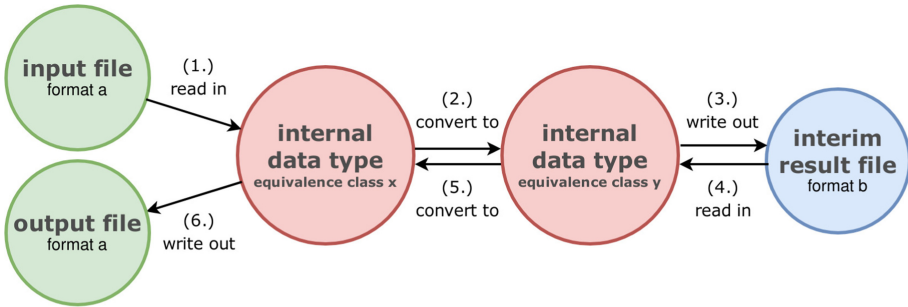 input file
format a
(1.)
read in
internal
data type
equivalence class x
(2.)
convert to
(5.)
convert to
internal
data type
equivalence class y
(3.)
write out
(4.)
read in
interim
result file
format b
output file
format a
(6.)
write out